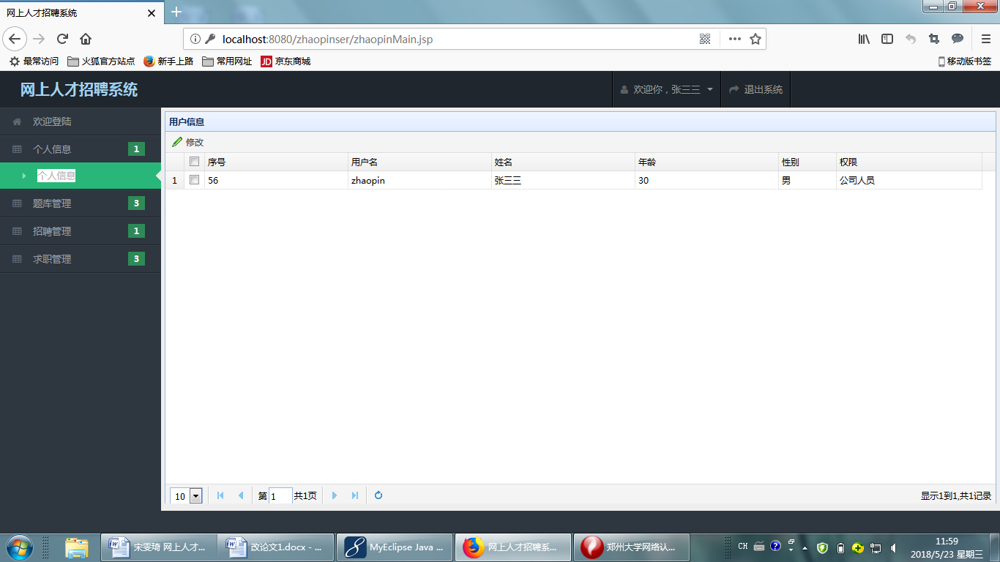 网上人才招聘系统
localhost:8080/zhaopinser/zhaopinMain.jsp
最常访问 火狐官方站点 新手上路 常用网址 JD 京东商城 移动版书签
网上人才招聘系统 欢迎你，张三三 退出系统
欢迎登陆
个人信息 1
个人信息
题库管理 3
招聘管理 1
求职管理 3
用户信息
修改
序号 用户名 姓名 年龄 性别 权限
1 56 zhaopin 张三三 30 男 公司人员
10 第 1 共1页 显示1到1,共1记录
宋雯琦 网上人才... 改论文1.docx - ... MyEclipse Java ... 网上人才招聘系... 郑州大学网络认... CH 11:59
2018/5/23 星期三